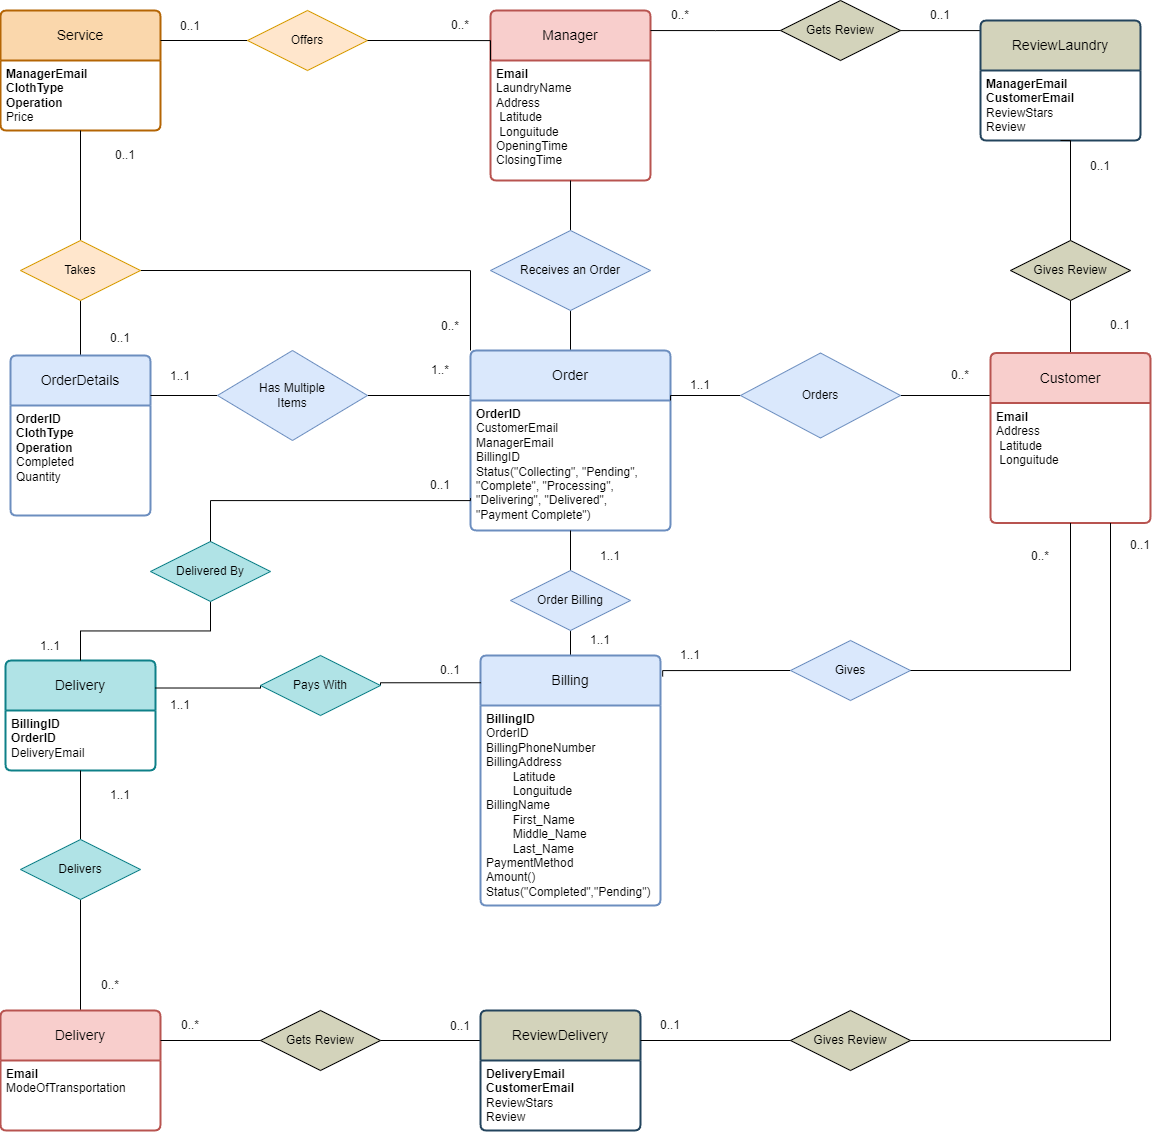 Service
ManagerEmail
ClothType
Operation
Price
0..1
Offers
0..*
Manager
Email
LaundryName
Address
Latitude
Longuitude
OpeningTime
ClosingTime
0..*
Gets Review
0..1
ReviewLaundry
ManagerEmail
CustomerEmail
ReviewStars
Review
0..1
0..1
Takes
Receives an Order
Gives Review
0..1
0..*
0..1
OrderDetails
OrderID
ClothType
Operation
Completed
Quantity
1..1
Has Multiple
Items
1..*
Order
OrderID
CustomerEmail
ManagerEmail
BillingID
Status("Collecting", "Pending",
"Complete", "Processing",
"Delivering", "Delivered",
"Payment Complete")
1..1
Orders
0..*
Customer
Email
Address
Latitude
Longuitude
0..1
Delivered By
1..1
Order Billing
1..1
0..*
0..1
1..1
Delivery
BillingID
OrderID
DeliveryEmail
1..1
Pays With
0..1
Billing
BillingID
OrderID
BillingPhoneNumber
BillingAddress
Latitude
Longuitude
BillingName
First_Name
Middle_Name
Last_Name
PaymentMethod
Amount()
Status("Completed","Pending")
1..1
Gives
1..1
Delivers
0..*
Delivery
Email
ModeOfTransportation
0..*
Gets Review
0..1
ReviewDelivery
DeliveryEmail
CustomerEmail
ReviewStars
Review
0..1
Gives Review